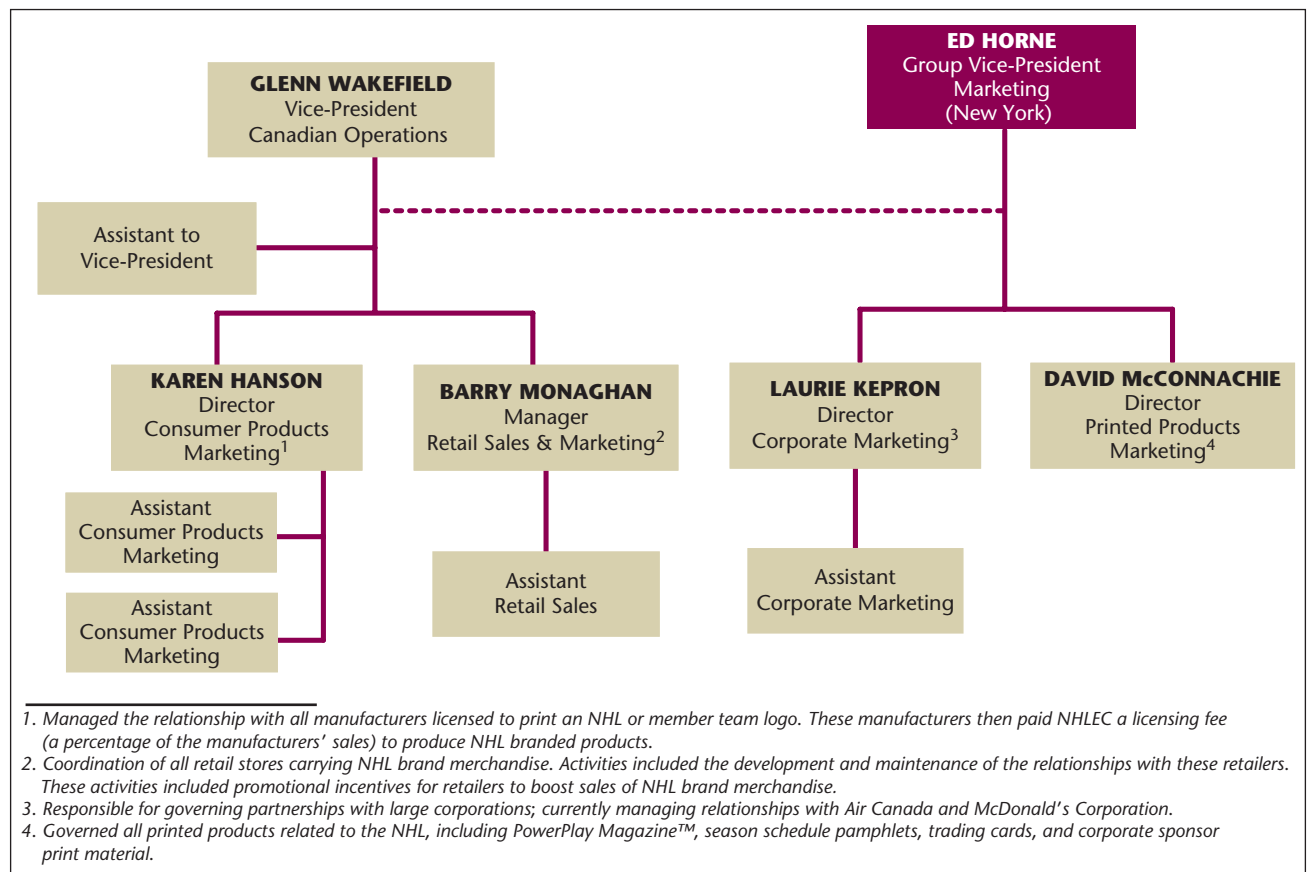 GLENN WAKEFIELD
Vice-President
Canadian Operations
ED HORNE
Group Vice-President
Marketing
(New York)
Assistant to
Vice-President
KAREN HANSON
Director
Consumer Products
Marketing1
BARRY MONAGHAN
Manager
Retail Sales & Marketing2
LAURIE KEPRON
Director
Corporate Marketing3
DAVID McCONNACHIE
Director
Printed Products
Marketing4
Assistant
Consumer Products
Marketing
Assistant
Consumer Products
Marketing
Assistant
Retail Sales
Assistant
Corporate Marketing
1. Managed the relationship with all manufacturers licensed to print an NHL or member team logo. These manufacturers then paid NHLEC a licensing fee
(a percentage of the manufacturers' sales) to produce NHL branded products.
2. Coordination of all retail stores carrying NHL brand merchandise. Activities included the development and maintenance of the relationships with these retailers.
These activities included promotional incentives for retailers to boost sales of NHL brand merchandise.
3. Responsible for governing partnerships with large corporations; currently managing relationships with Air Canada and McDonald's Corporation.
4. Governed all printed products related to the NHL, including PowerPlay Magazine™, season schedule pamphlets, trading cards, and corporate sponsor
print material.